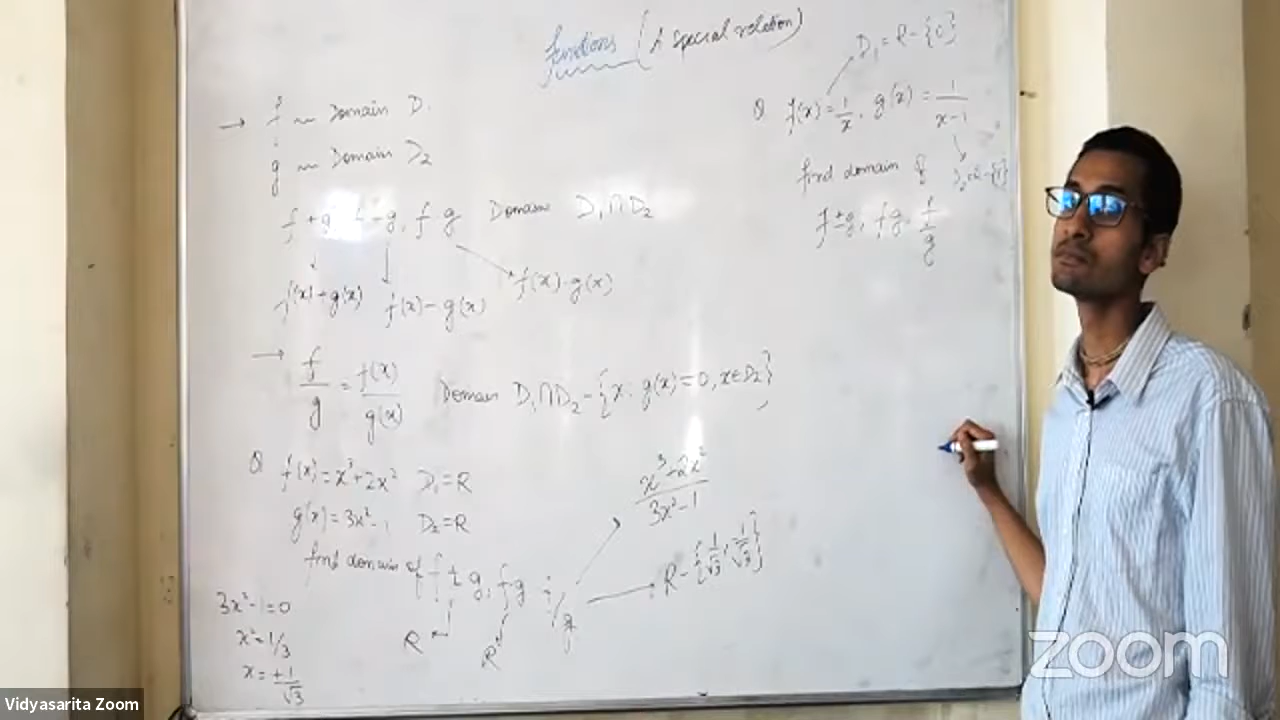 functions (A special relation)
→ f ~ Domain D1
g ~ Domain D2
f+g, f-g, f g Domain D1∩D2
f(x)+g(x) f(x)-g(x) f(x)·g(x)
→ f/g = f(x)/g(x) Domain D1∩D2-{x. g(x)=0, x∈D2}
Q f(x)=x³+2x² D1=R
g(x)=3x²-1 D2=R
find domain of f±g, fg, f/g
R R
x³+2x²/3x²-1
R-{1/√3, 1/√3}
3x²-1=0
x²=1/3
x=±1/√3
D1=R-{0}
Q f(x)=1/x, g(x)=1/x-1
D2=R-{1}
find domain of
f±g, fg, f/g
zoom
Vidyasarita Zoom